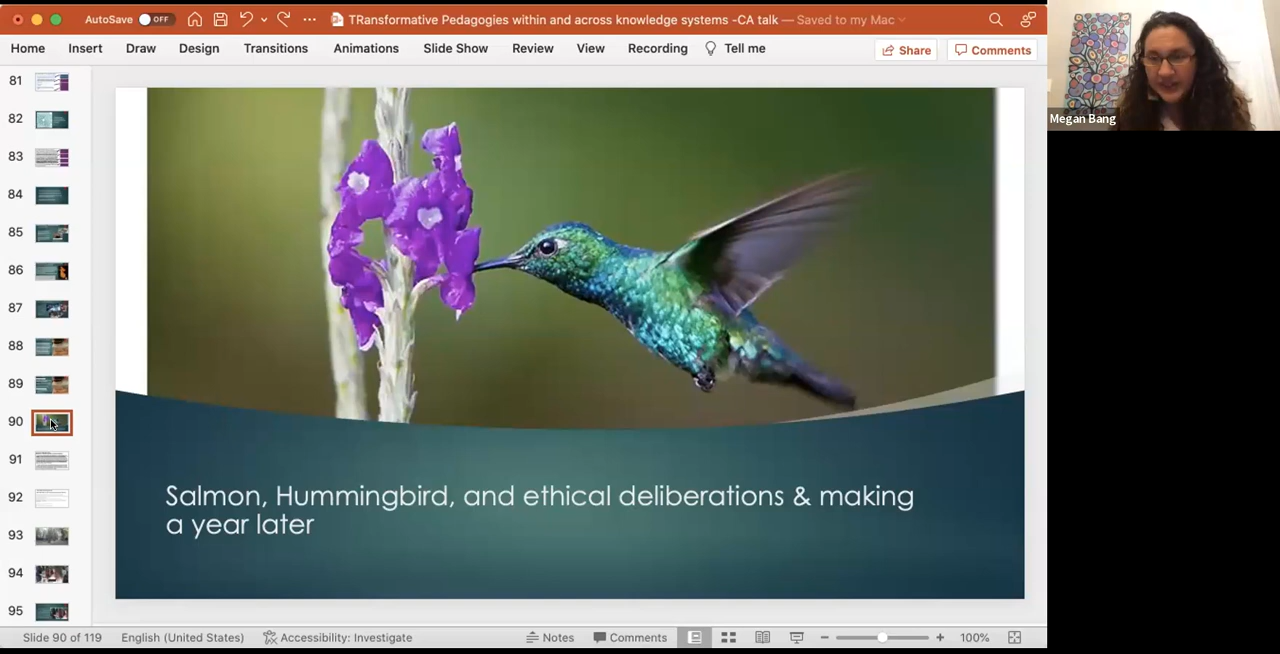 AutoSave OFF
TRansformative Pedagogies within and across knowledge systems -CA talk — Saved to my Mac
Home Insert Draw Design Transitions Animations Slide Show Review View Recording Tell me
Share Comments
Megan Bang
81
82
83
84
85
86
87
88
89
90
91
92
93
94
95
Salmon, Hummingbird, and ethical deliberations & making
a year later
Slide 90 of 119 English (United States) Accessibility: Investigate Notes Comments 100%